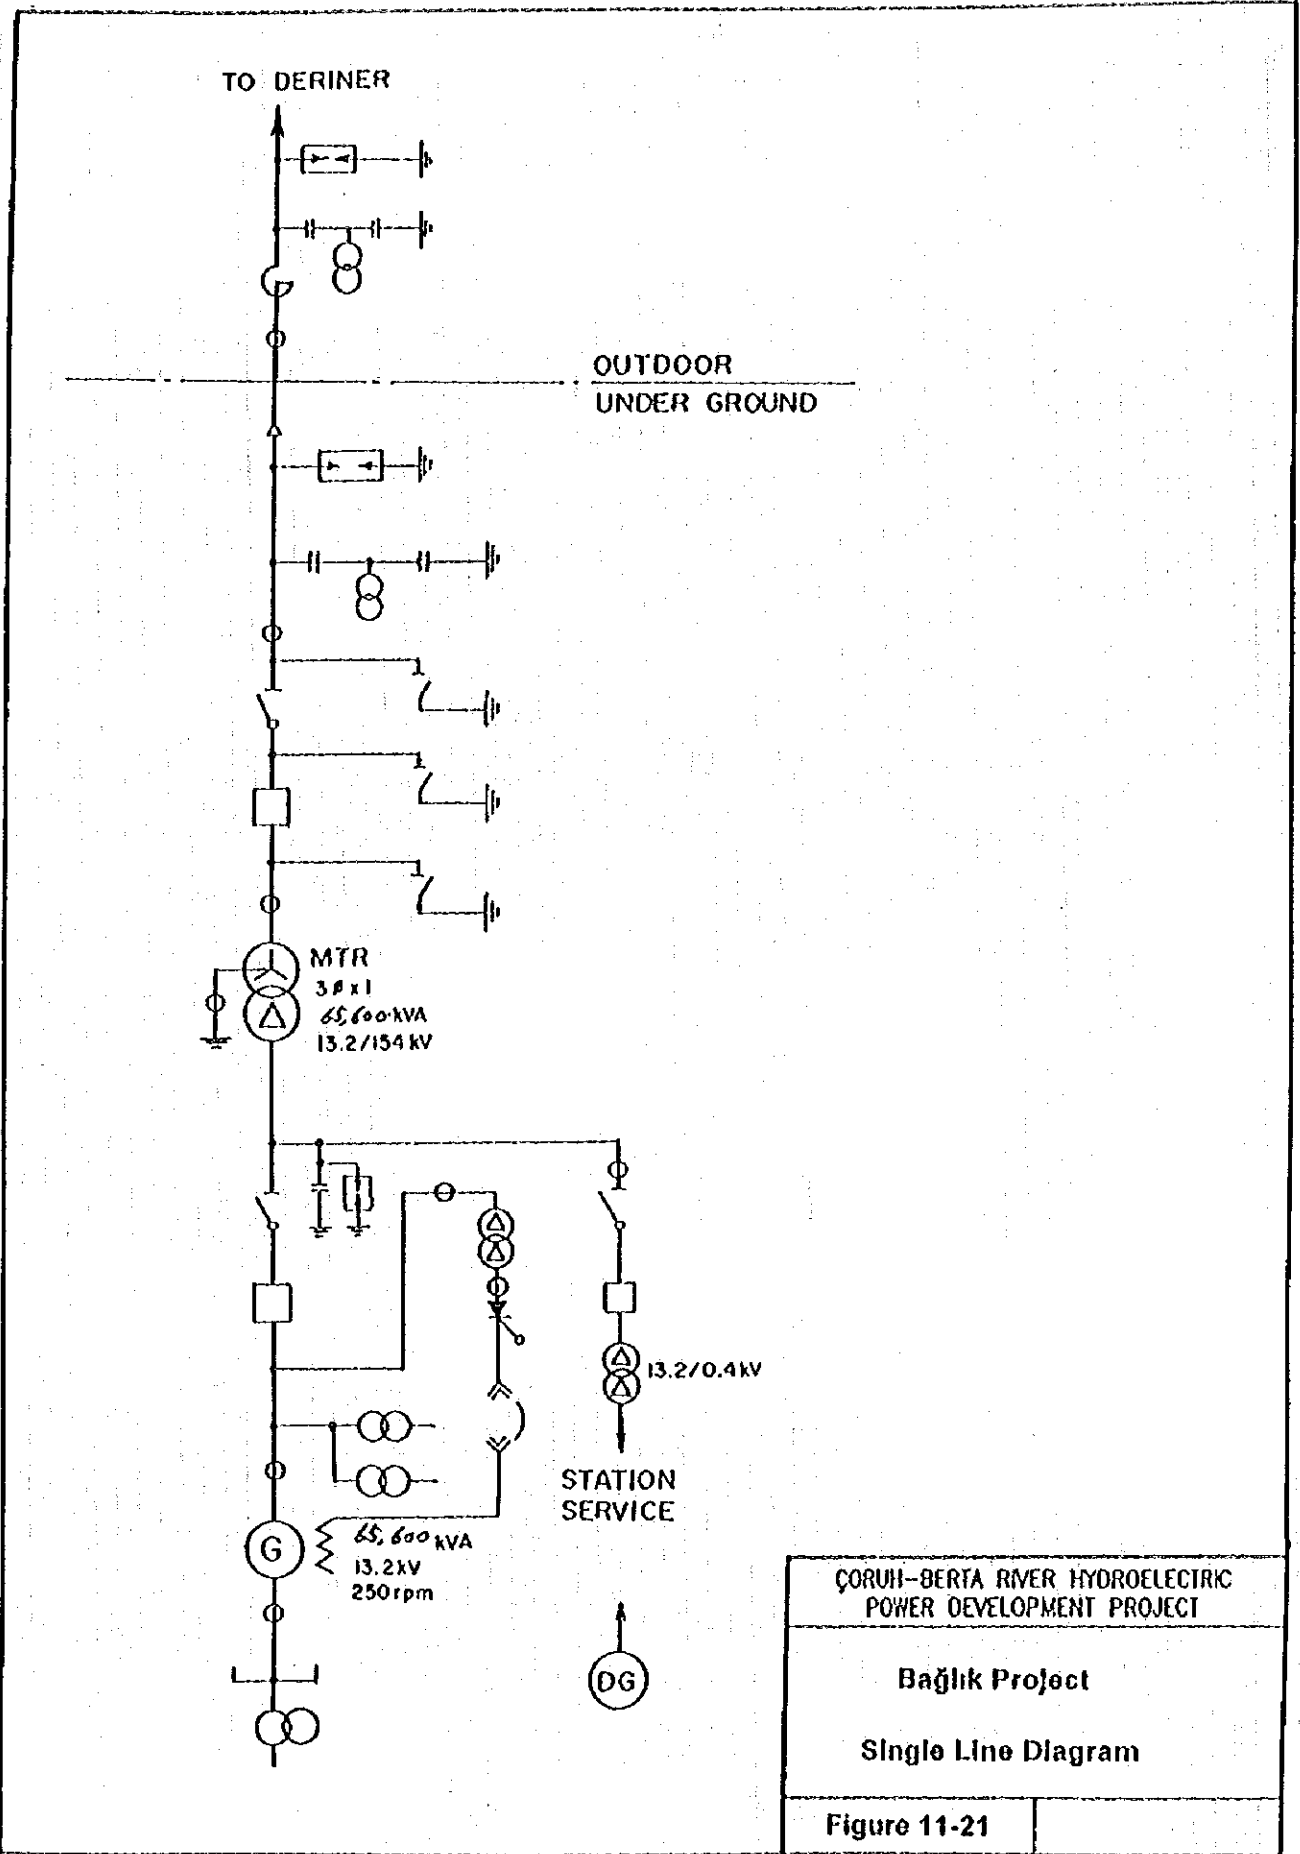 TO DERINER
OUTDOOR
UNDER GROUND
MTR
3ø x 1
65,600 kVA
13.2/154 kV
13.2/0.4 kV
STATION
SERVICE
G
65,600 kVA
13.2 kV
250 rpm
DG
ÇORUH-BERTA RIVER HYDROELECTRIC
POWER DEVELOPMENT PROJECT
Bağlık Project
Single Line Diagram
Figure 11-21